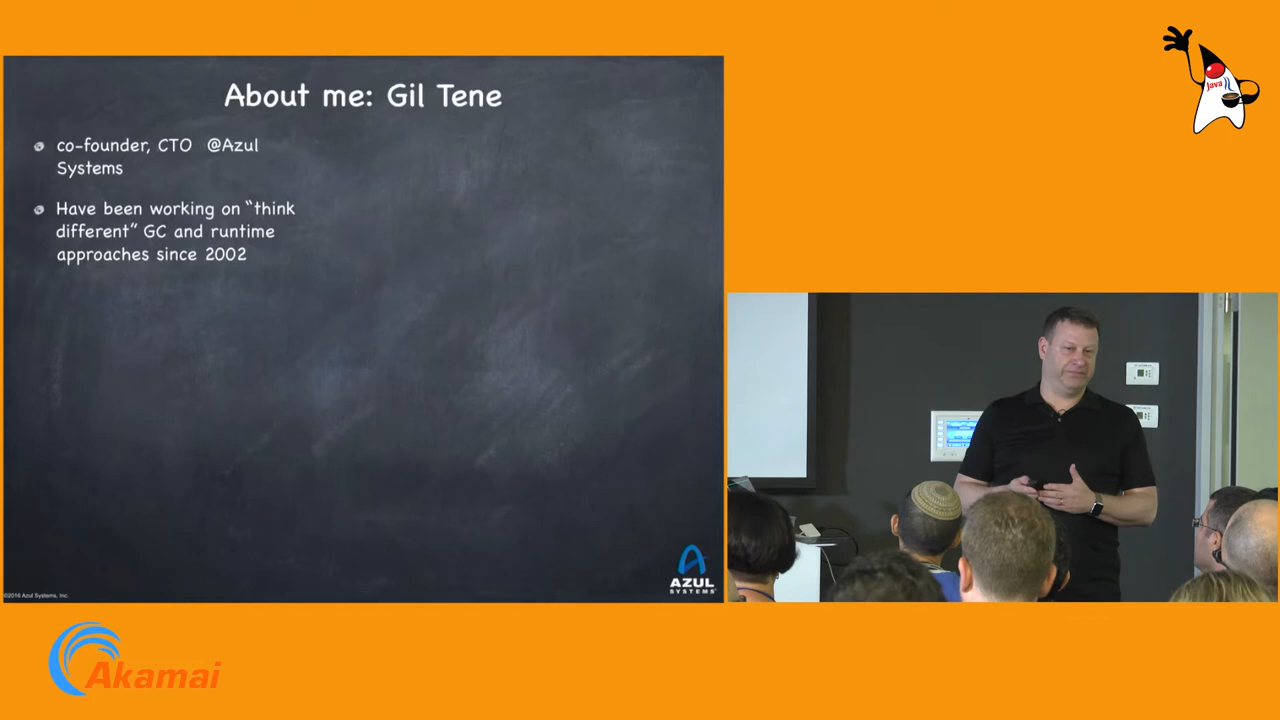 About me: Gil Tene
co-founder, CTO @Azul
Systems
Have been working on “think
different” GC and runtime
approaches since 2002
AZUL
SYSTEMS
©2016 Azul Systems, Inc.
Java
Akamai